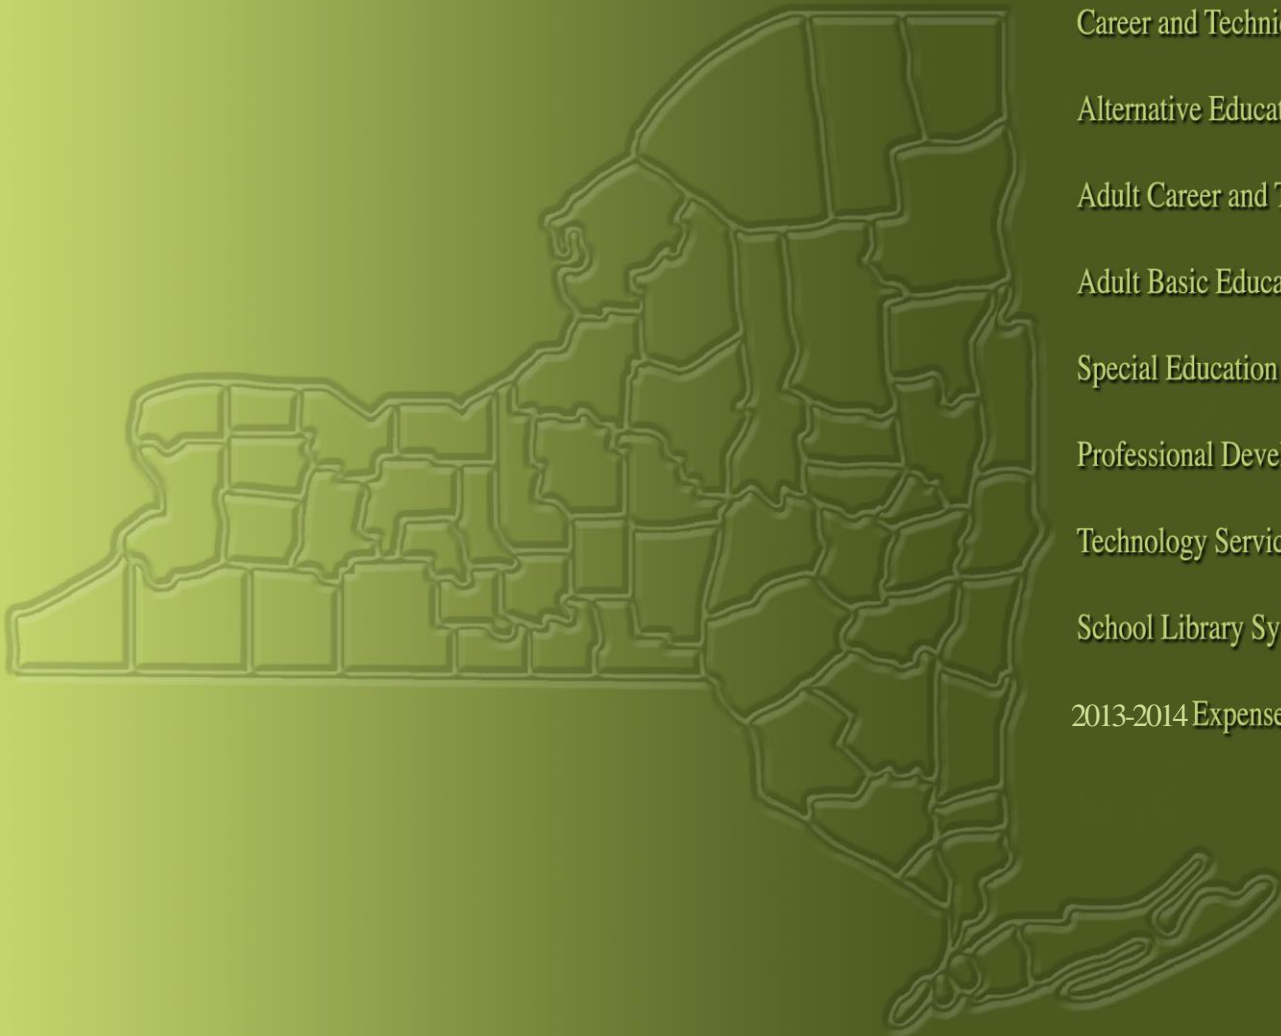 Career and Techni
Alternative Educat
Adult Career and T
Adult Basic Educa
Special Education
Professional Deve
Technology Servic
School Library Sy
2013-2014 Expense